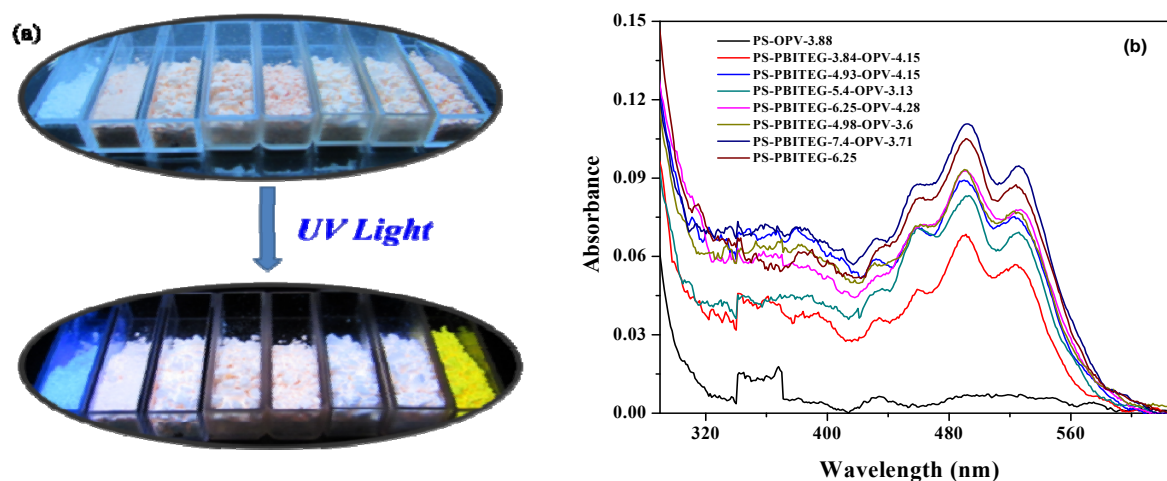 (a)
UV Light
(b)
PS-OPV-3.88
PS-PBITEG-3.84-OPV-4.15
PS-PBITEG-4.93-OPV-4.15
PS-PBITEG-5.4-OPV-3.13
PS-PBITEG-6.25-OPV-4.28
PS-PBITEG-4.98-OPV-3.6
PS-PBITEG-7.4-OPV-3.71
PS-PBITEG-6.25
Absorbance
0.15
0.12
0.09
0.06
0.03
0.00
320
400
480
560
Wavelength (nm)